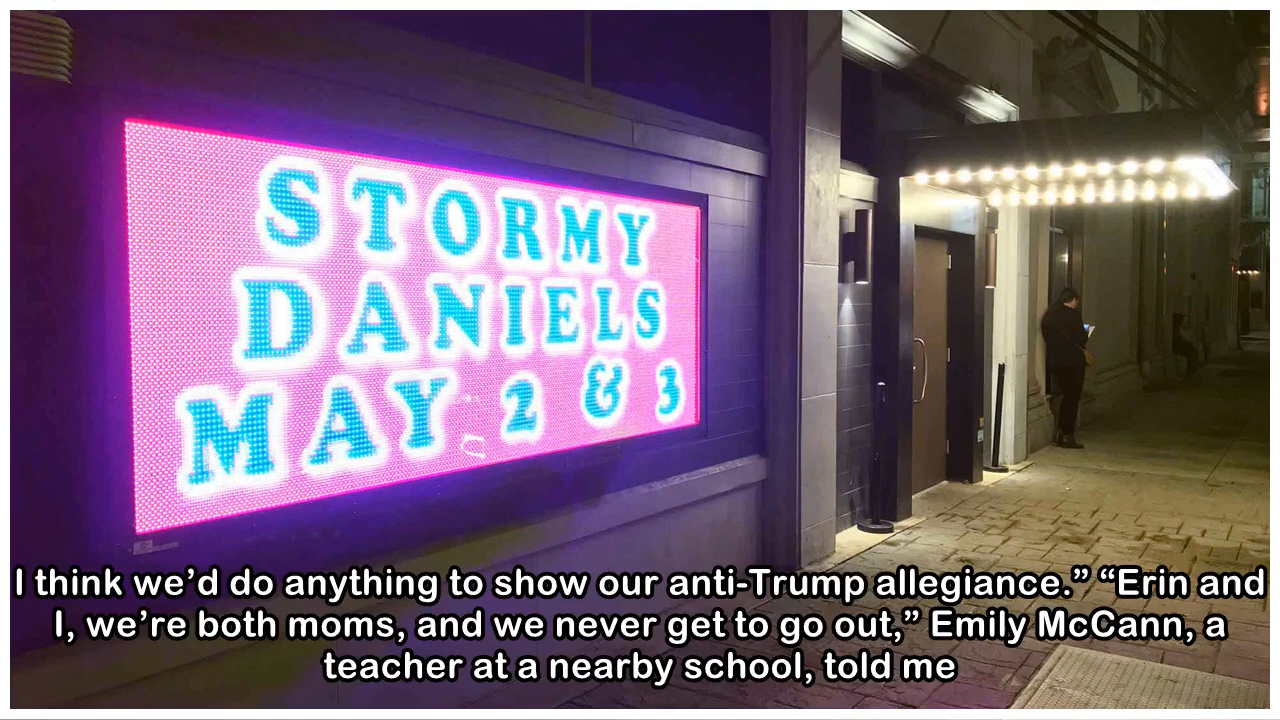 STORMY
DANIELS
MAY 2 & 3
I think we’d do anything to show our anti-Trump allegiance.” “Erin and
I, we’re both moms, and we never get to go out,” Emily McCann, a
teacher at a nearby school, told me